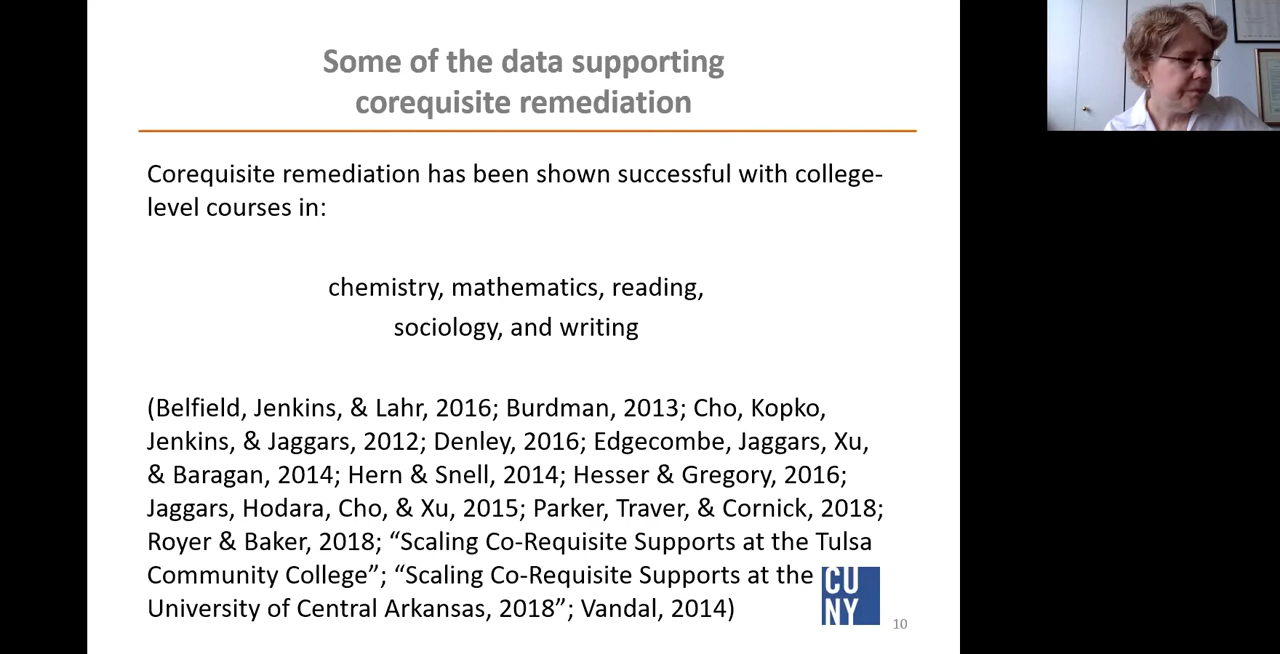 Some of the data supporting
corequisite remediation
Corequisite remediation has been shown successful with college-
level courses in:
chemistry, mathematics, reading,
sociology, and writing
(Belfield, Jenkins, & Lahr, 2016; Burdman, 2013; Cho, Kopko,
Jenkins, & Jaggars, 2012; Denley, 2016; Edgecombe, Jaggars, Xu,
& Baragan, 2014; Hern & Snell, 2014; Hesser & Gregory, 2016;
Jaggars, Hodara, Cho, & Xu, 2015; Parker, Traver, & Cornick, 2018;
Royer & Baker, 2018; “Scaling Co-Requisite Supports at the Tulsa
Community College”; “Scaling Co-Requisite Supports at the
University of Central Arkansas, 2018”; Vandal, 2014)
CU
NY
10